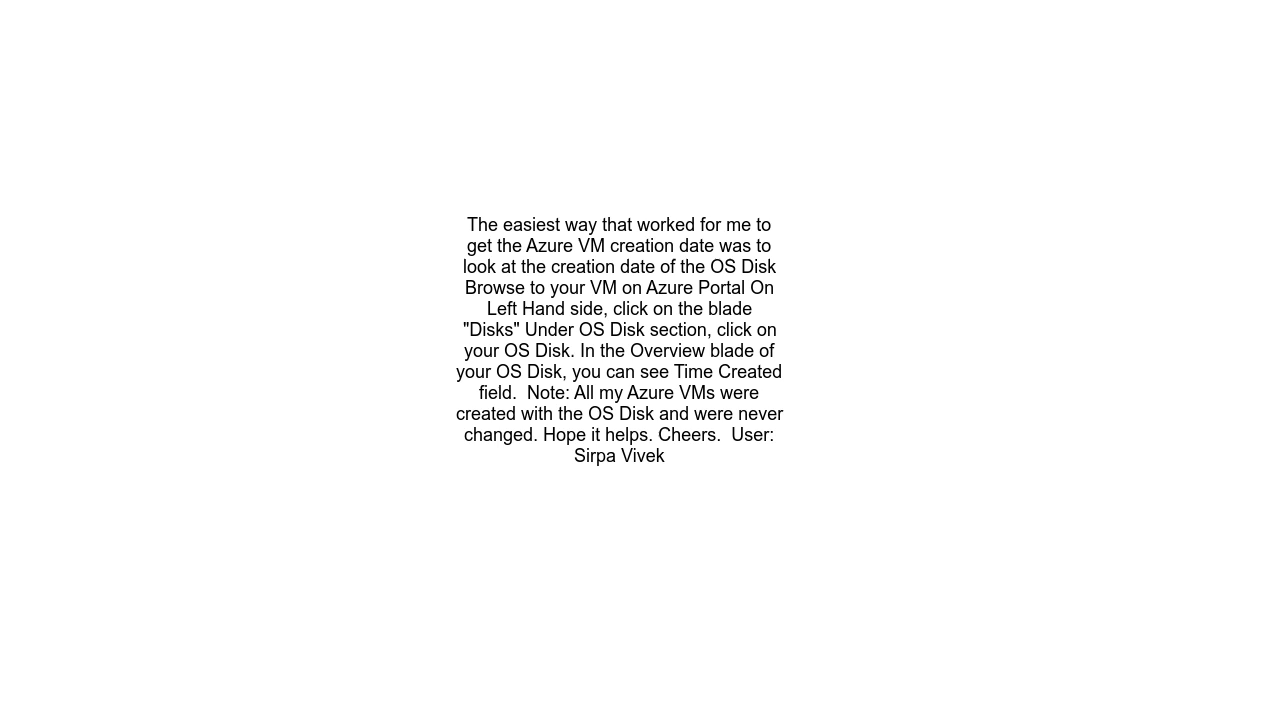 The easiest way that worked for me to
get the Azure VM creation date was to
look at the creation date of the OS Disk
Browse to your VM on Azure Portal On
Left Hand side, click on the blade
"Disks" Under OS Disk section, click on
your OS Disk. In the Overview blade of
your OS Disk, you can see Time Created
field.  Note: All my Azure VMs were
created with the OS Disk and were never
changed. Hope it helps. Cheers.  User:
Sirpa Vivek